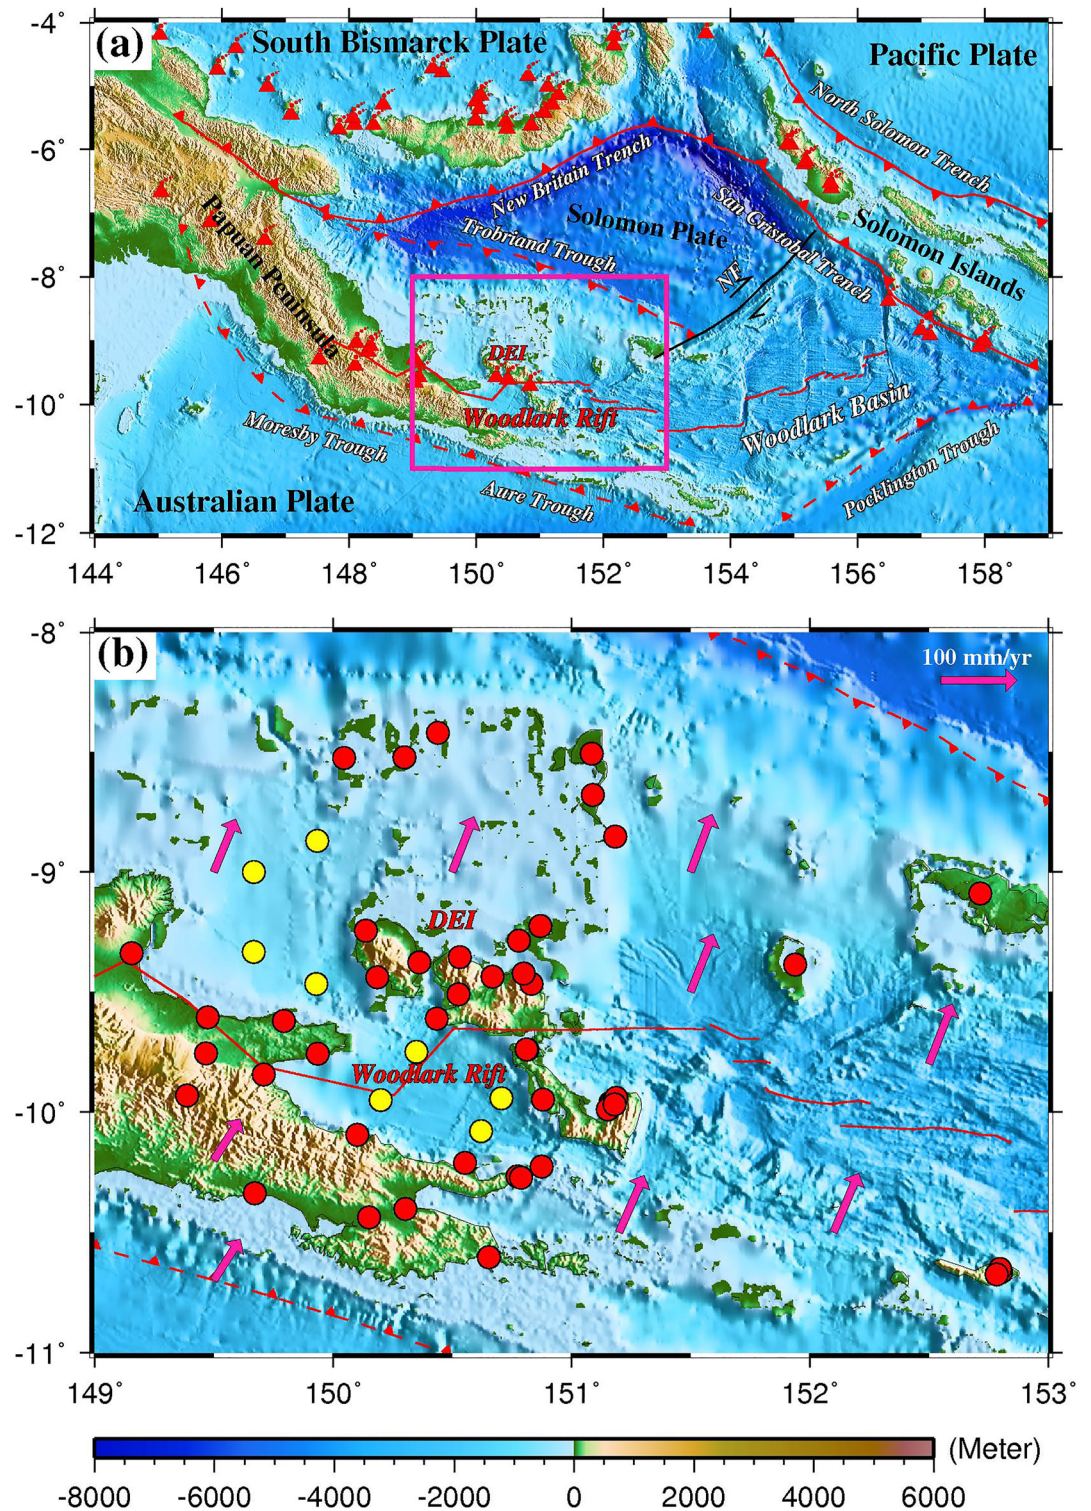 (a)
South Bismarck Plate
Pacific Plate
North Solomon Trench
New Britain Trench
Solomon Plate
San Cristobal Trench
Solomon Islands
Trobriand Trough
Papuan Peninsula
NF
DEI
Woodlark Rift
Woodlark Basin
Moresby Trough
Aure Trough
Pocklington Trough
Australian Plate
-4˚
-6˚
-8˚
-10˚
-12˚
144˚ 146˚ 148˚ 150˚ 152˚ 154˚ 156˚ 158˚
(b)
100 mm/yr
DEI
Woodlark Rift
-8˚
-9˚
-10˚
-11˚
149˚ 150˚ 151˚ 152˚ 153˚
(Meter)
-8000 -6000 -4000 -2000 0 2000 4000 6000